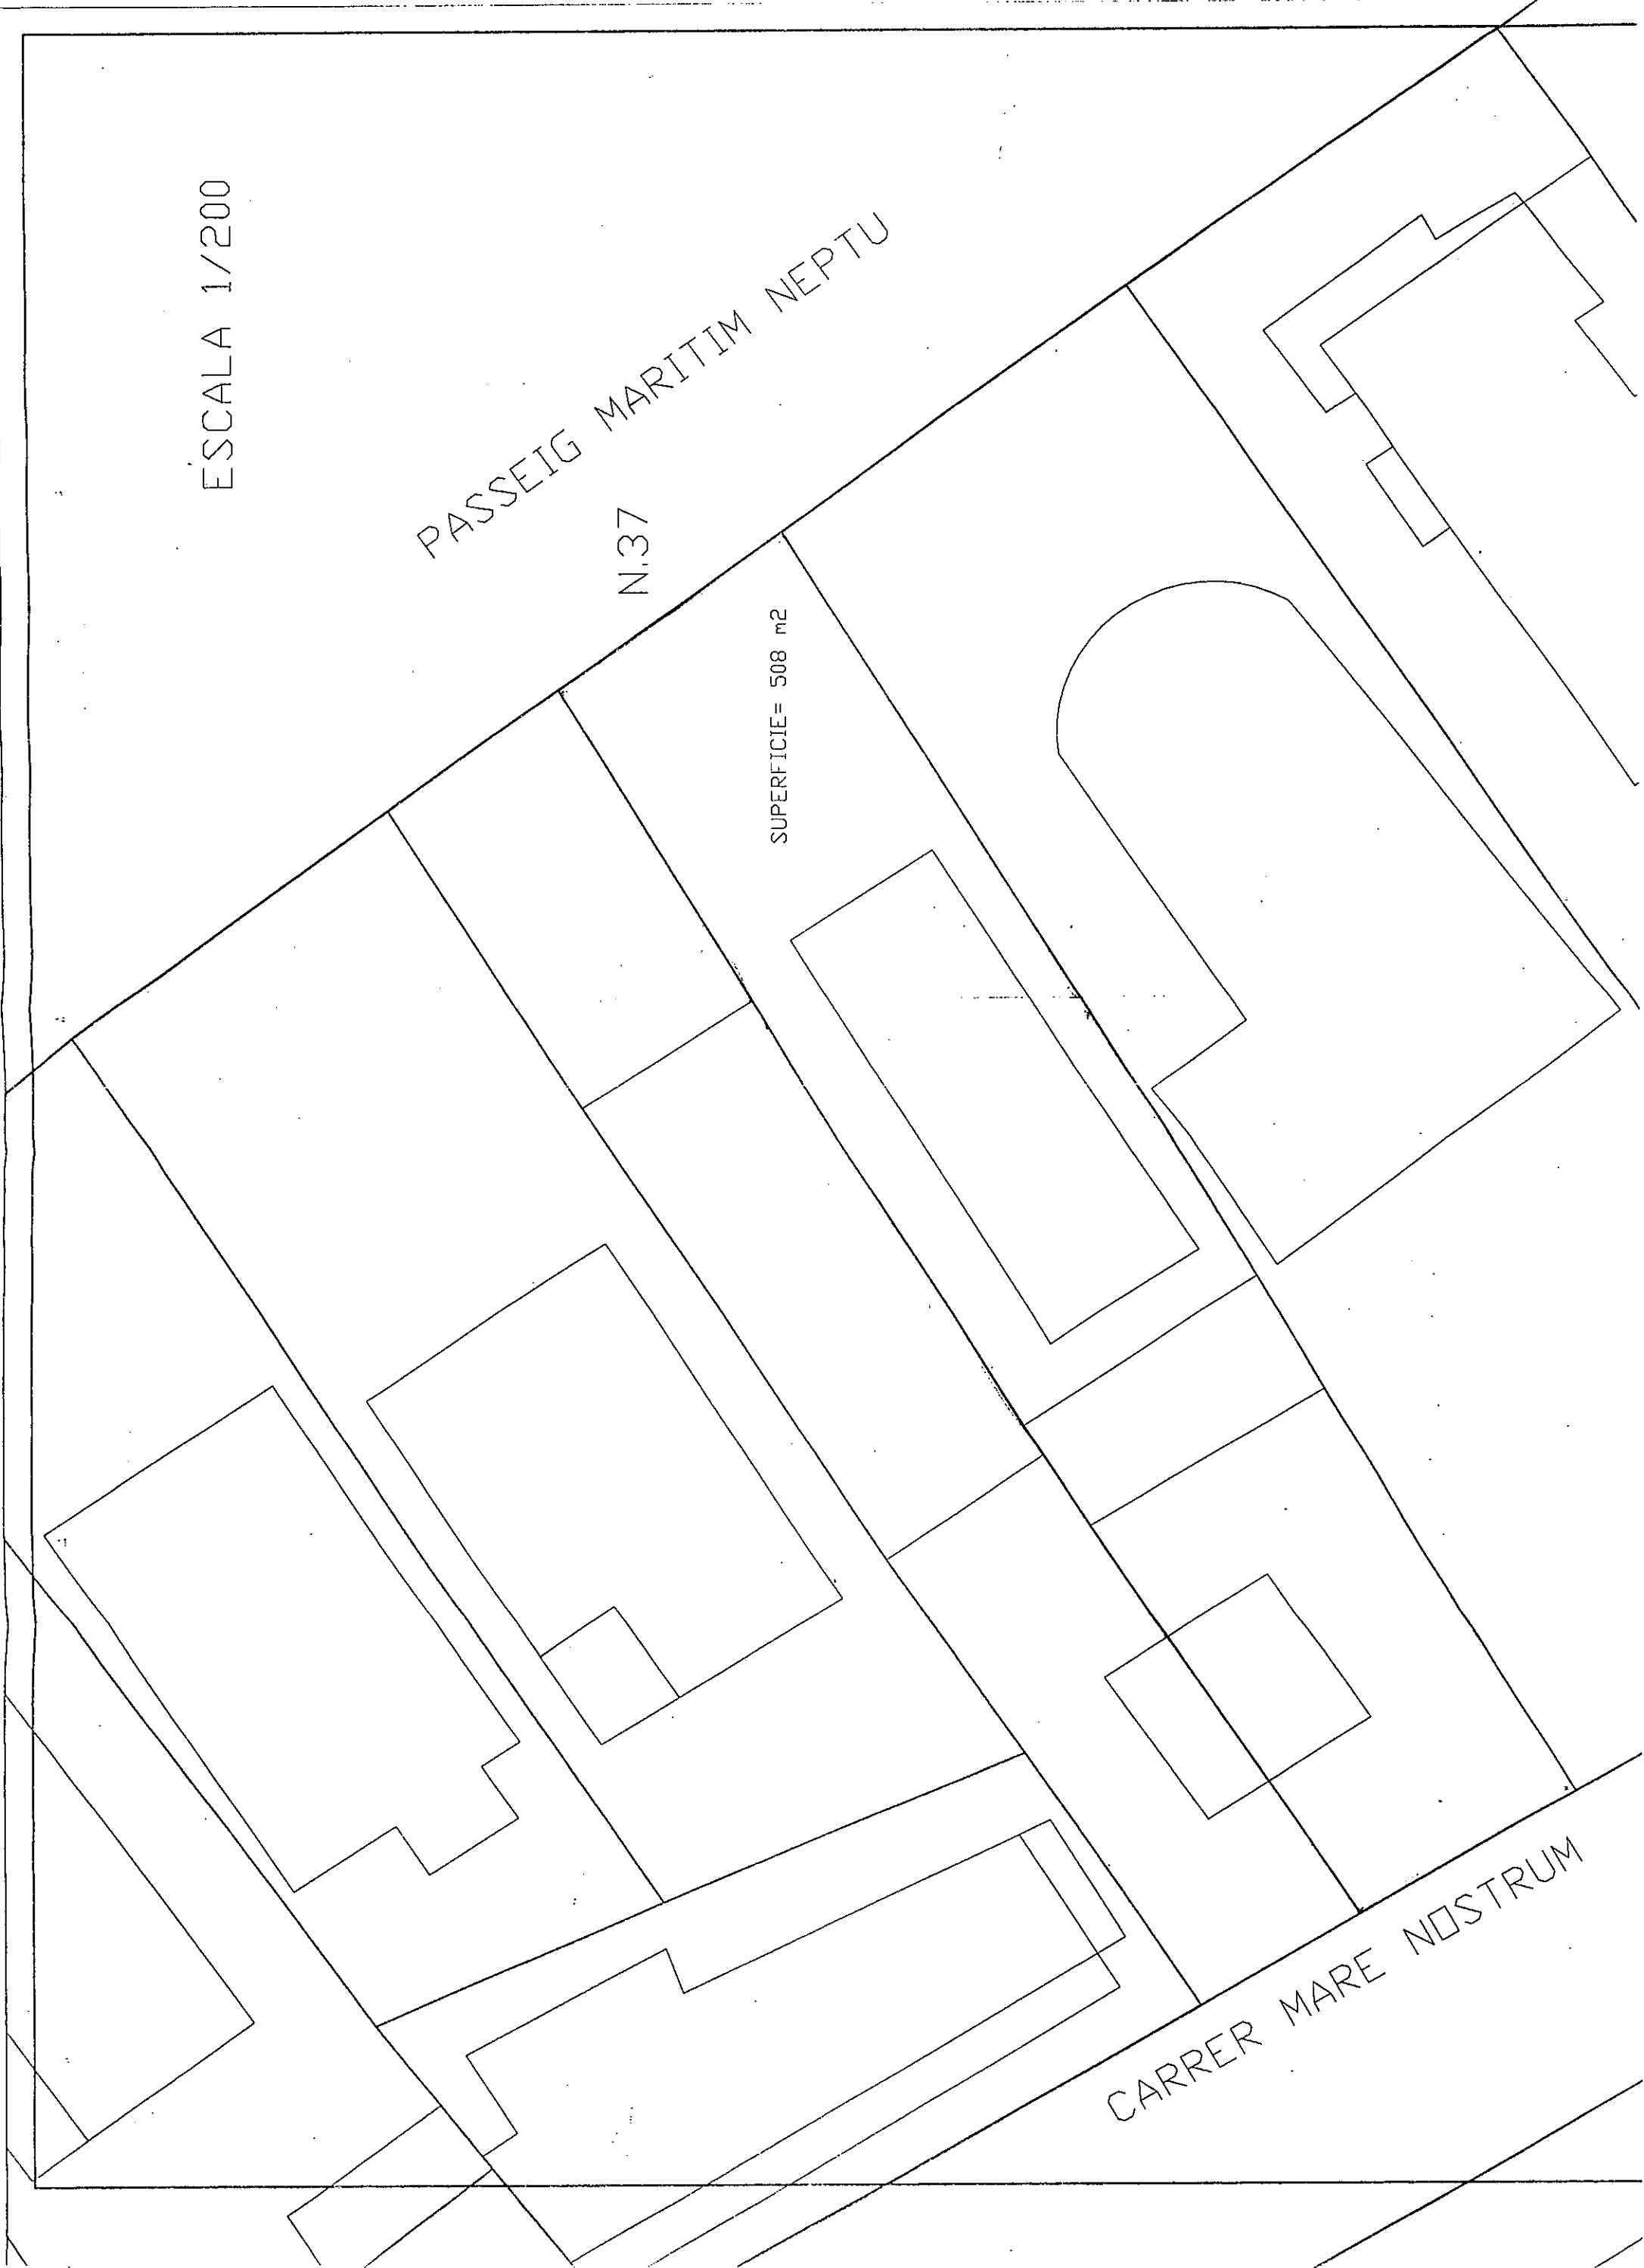 ESCALA 1/200
PASSEIG MARITIM NEPTU
N.37
SUPERFICIE= 508 m2
CARRER MARE NOSTRUM